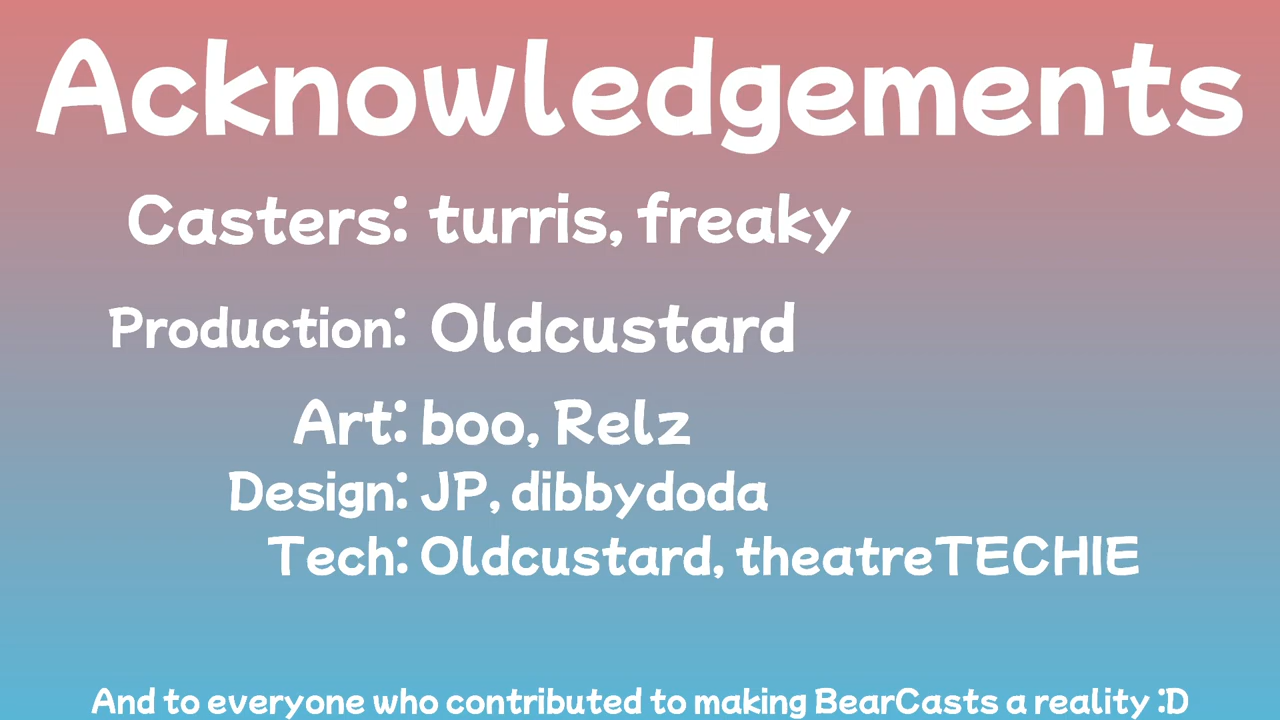 Acknowledgements
Casters: turris, freaky
Production: Oldcustard
Art: boo, Relz
Design: JP, dibbydoda
Tech: Oldcustard, theatreTECHIE
And to everyone who contributed to making BearCasts a reality :D